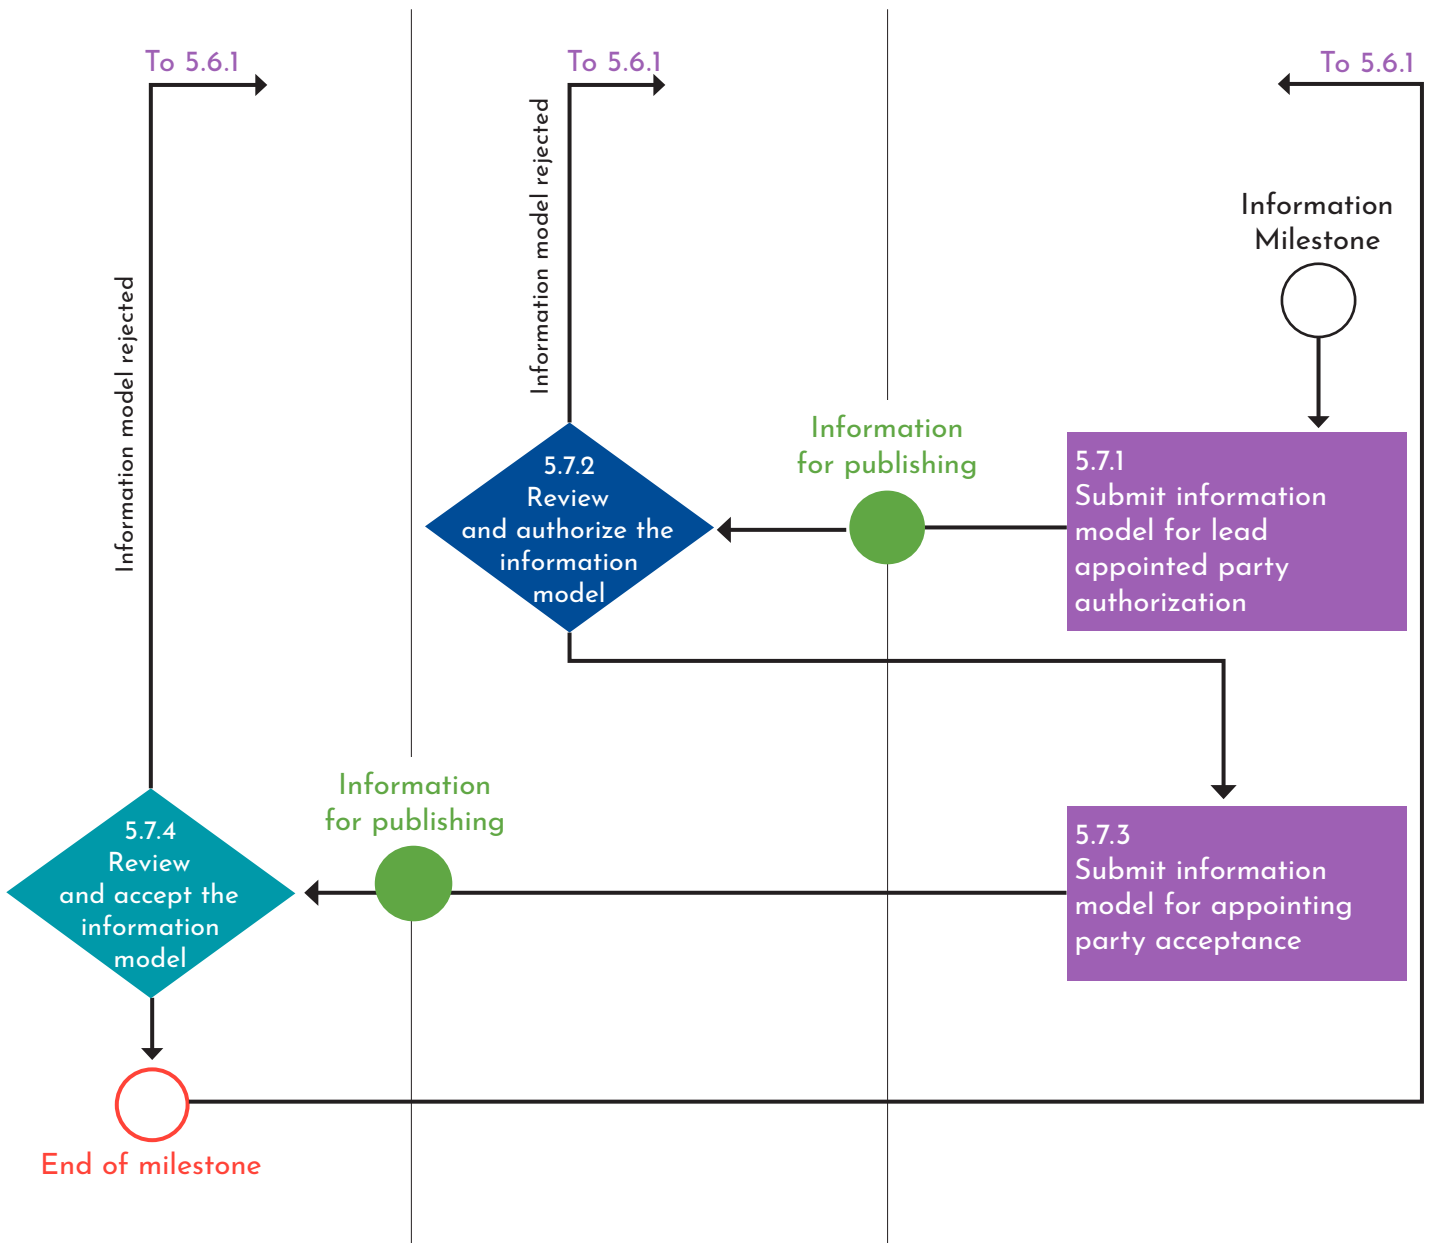 To 5.6.1
To 5.6.1
To 5.6.1
Information model rejected
Information model rejected
Information
Milestone
Information
for publishing
5.7.1
Submit information
model for lead
appointed party
authorization
5.7.2
Review
and authorize the
information
model
Information
for publishing
5.7.3
Submit information
model for appointing
party acceptance
5.7.4
Review
and accept the
information
model
End of milestone